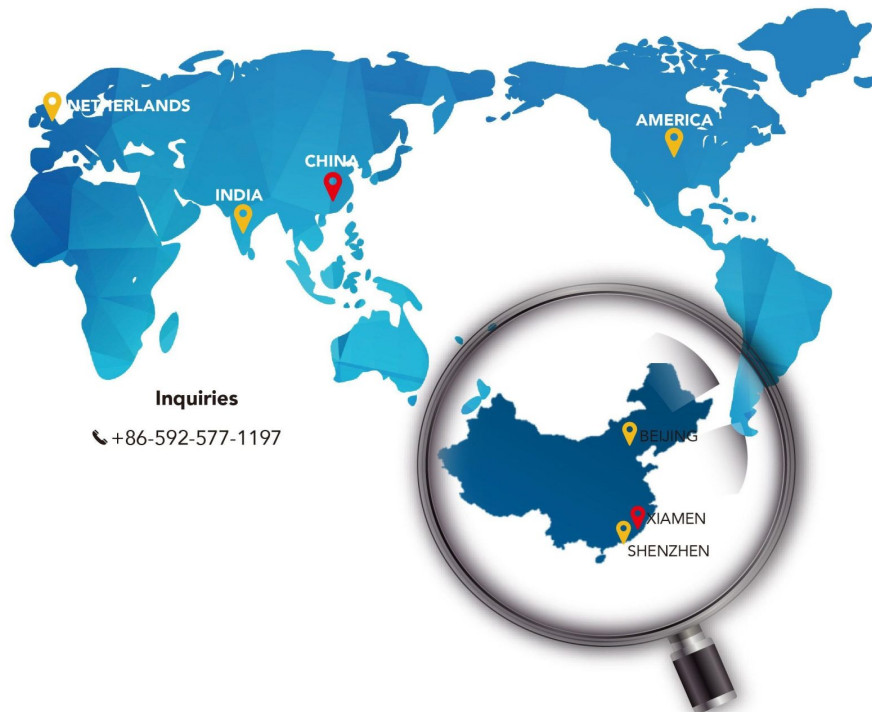 NETHERLANDS
AMERICA
CHINA
INDIA
Inquiries
+86-592-577-1197
BEIJING
XIAMEN
SHENZHEN